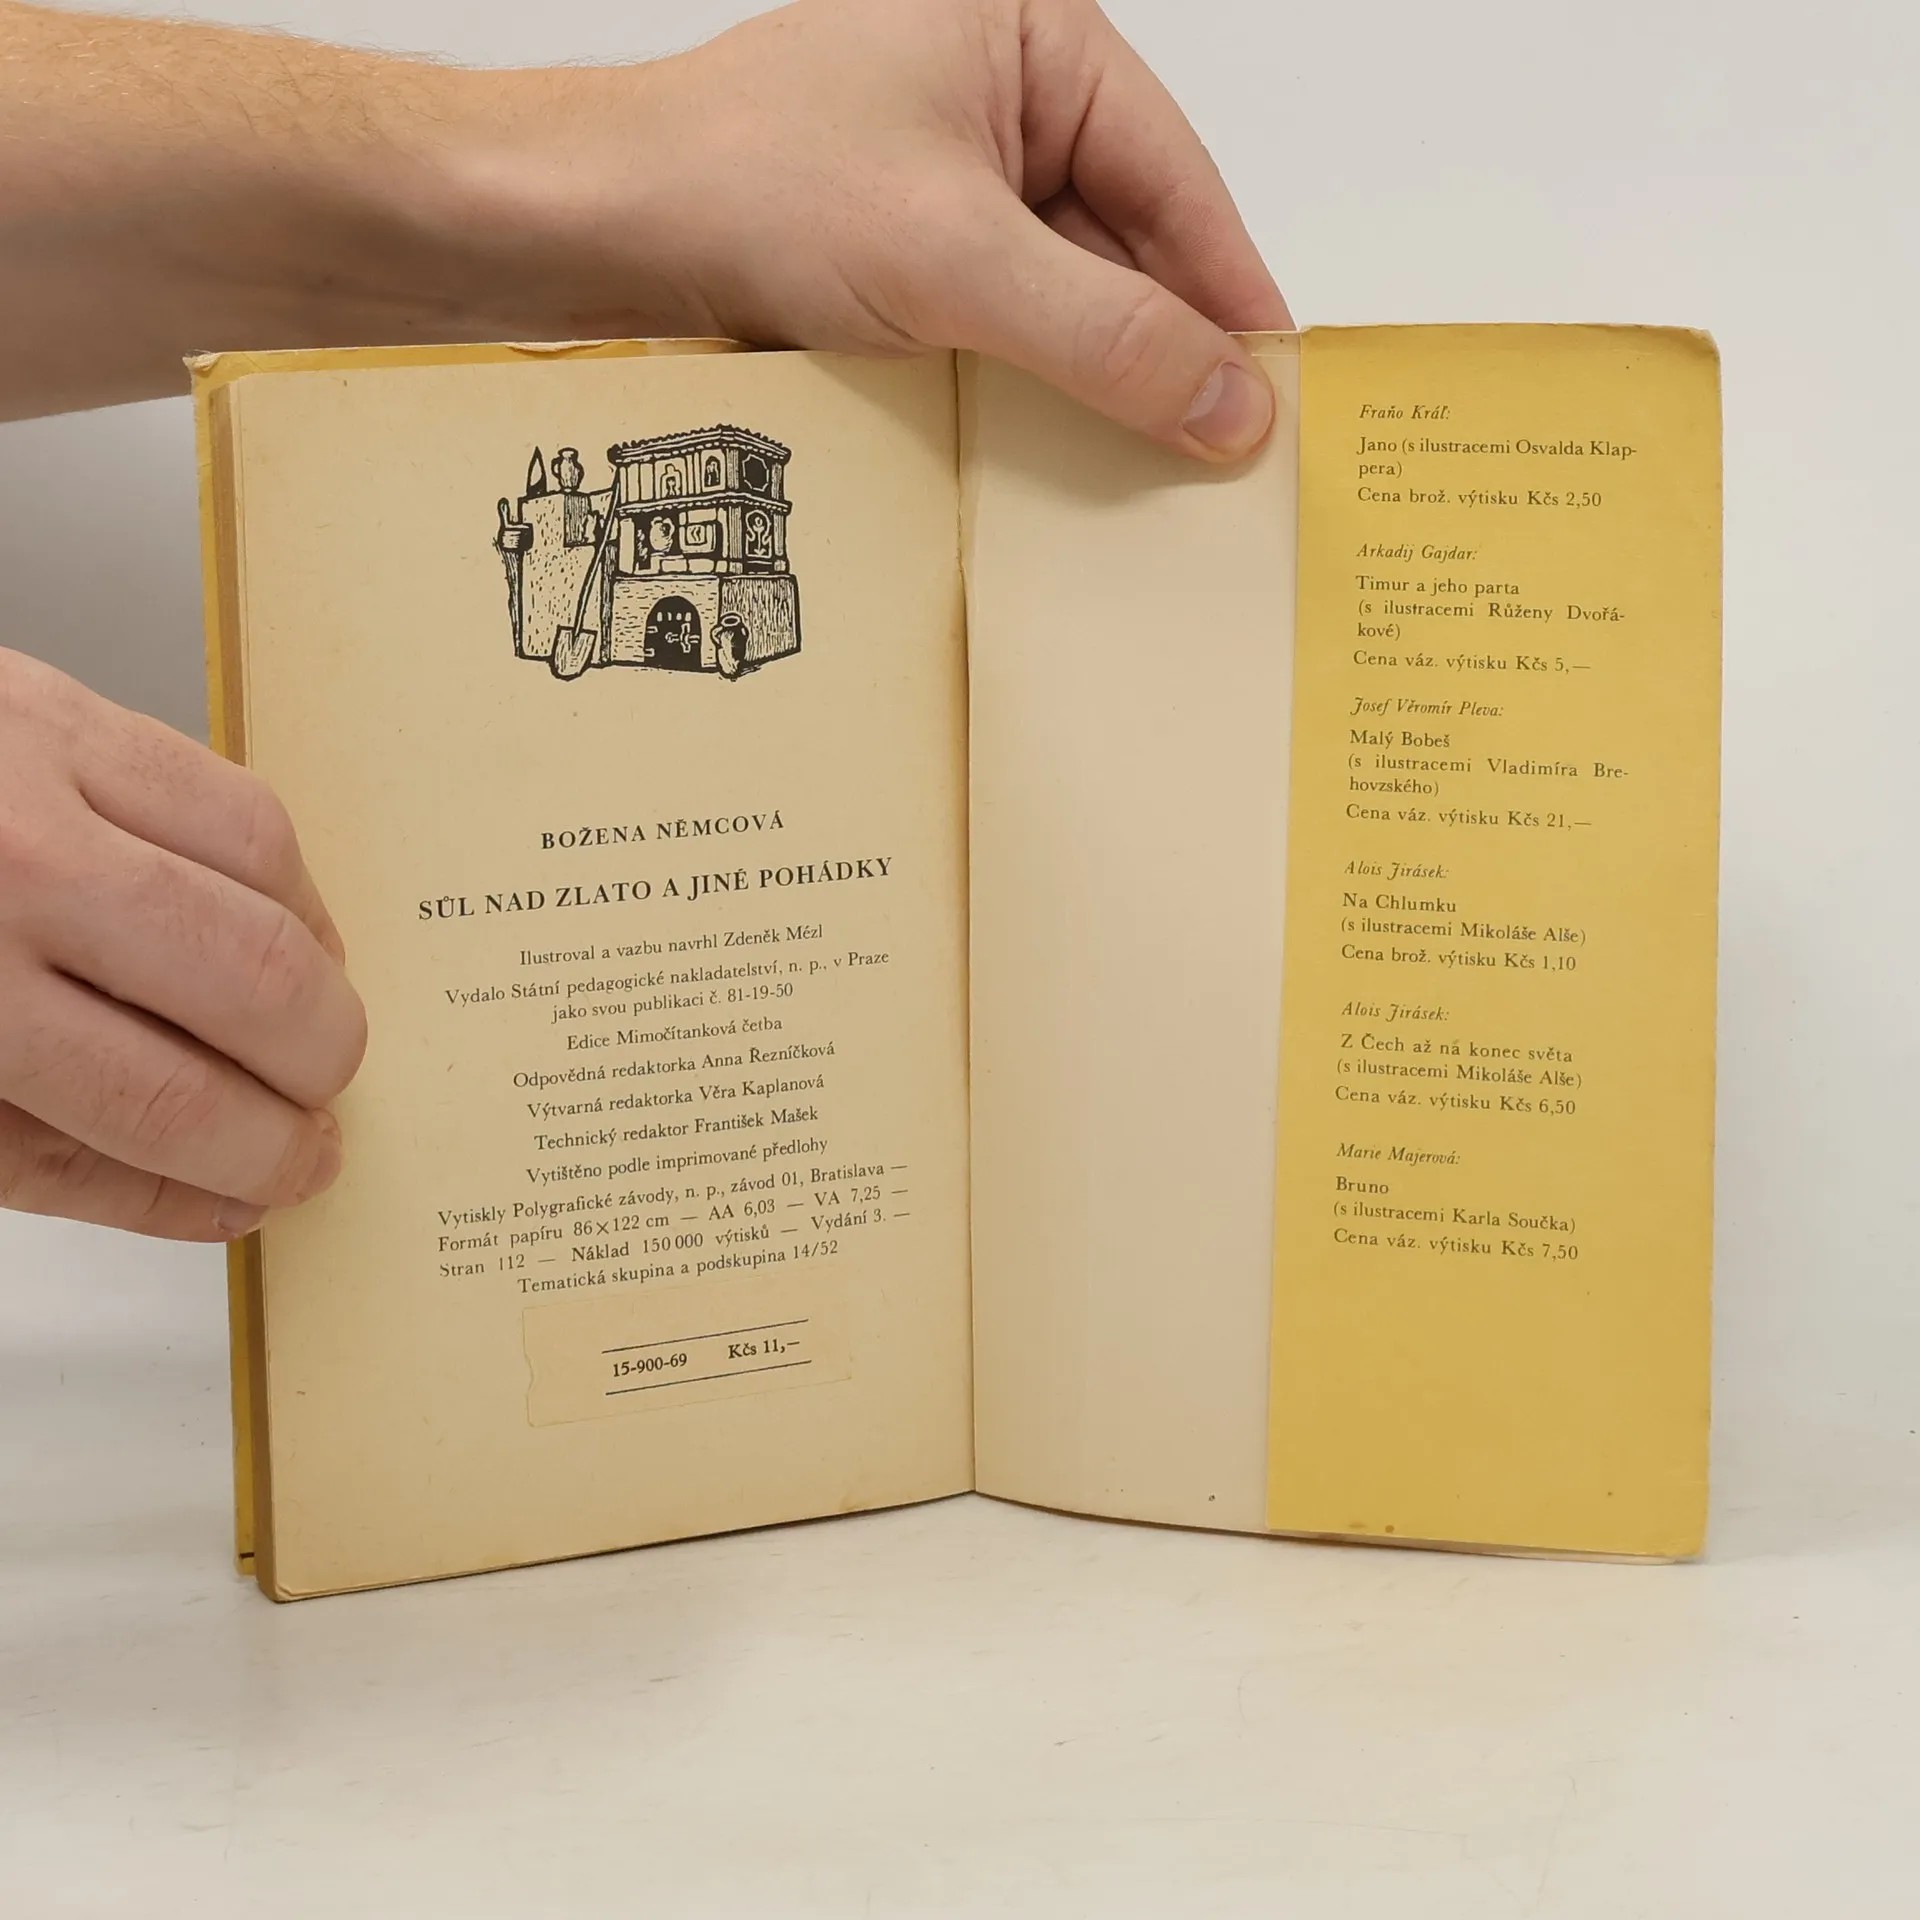 BOŽENA NĚMCOVÁ
SŮL NAD ZLATO A JINÉ POHÁDKY
Ilustroval a vazbu navrhl Zdeněk Mézl
Vydalo Státní pedagogické nakladatelství, n. p., v Praze
jako svou publikaci č. 81-19-50
Edice Mimočítanková četba
Odpovědná redaktorka Anna Řezníčková
Výtvarná redaktorka Věra Kaplanová
Technický redaktor František Mašek
Vytištěno podle imprimované předlohy
Vytiskly Polygrafické závody, n. p., závod 01, Bratislava —
Formát papíru 86×122 cm — AA 6,03 — VA 7,25 —
Stran 112 — Náklad 150 000 výtisků — Vydání 3. —
Tematická skupina a podskupina 14/52
15-900-69 Kčs 11,—
Fraňo Kráľ:
Jano (s ilustracemi Osvalda Klap-
pera)
Cena brož. výtisku Kčs 2,50
Arkadij Gajdar:
Timur a jeho parta
(s ilustracemi Růženy Dvořá-
kové)
Cena váz. výtisku Kčs 5,—
Josef Věromír Pleva:
Malý Bobeš
(s ilustracemi Vladimíra Bre-
hovzského)
Cena váz. výtisku Kčs 21,—
Alois Jirásek:
Na Chlumku
(s ilustracemi Mikoláše Alše)
Cena brož. výtisku Kčs 1,10
Alois Jirásek:
Z Čech až na konec světa
(s ilustracemi Mikoláše Alše)
Cena váz. výtisku Kčs 6,50
Marie Majerová:
Bruno
(s ilustracemi Karla Součka)
Cena váz. výtisku Kčs 7,50